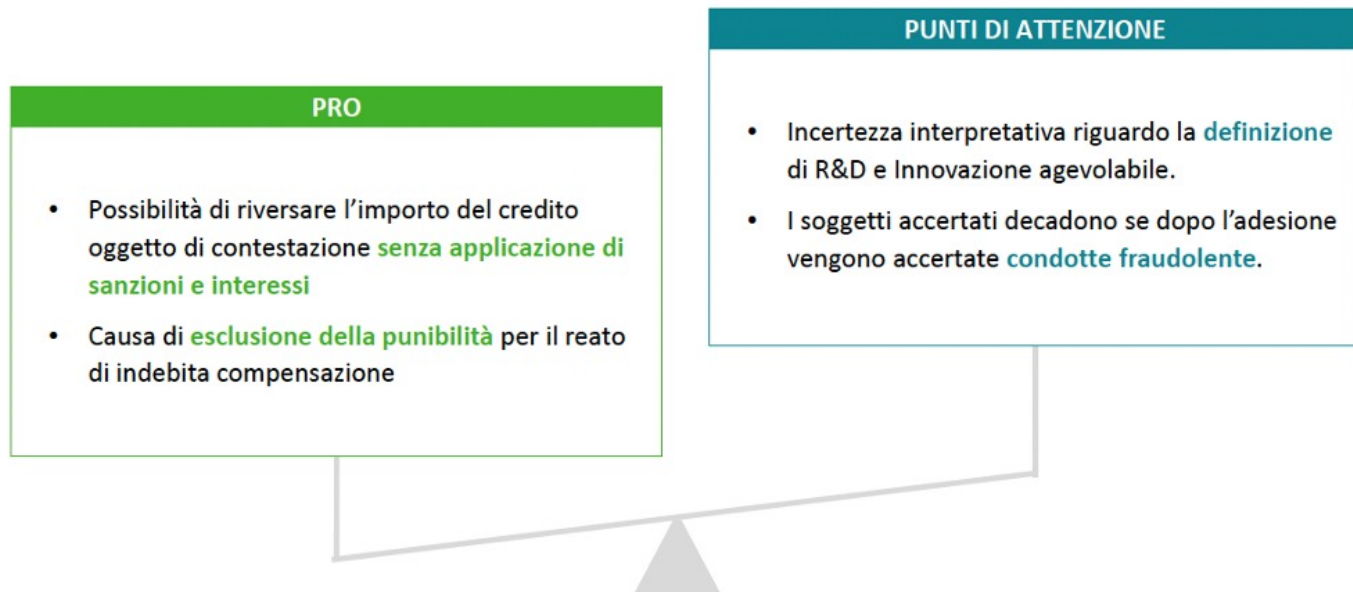 PRO
• Possibilità di riversare l’importo del credito
oggetto di contestazione senza applicazione di
sanzioni e interessi
• Causa di esclusione della punibilità per il reato
di indebita compensazione
PUNTI DI ATTENZIONE
• Incertezza interpretativa riguardo la definizione
di R&D e Innovazione agevolabile.
• I soggetti accertati decadono se dopo l’adesione
vengono accertate condotte fraudolente.